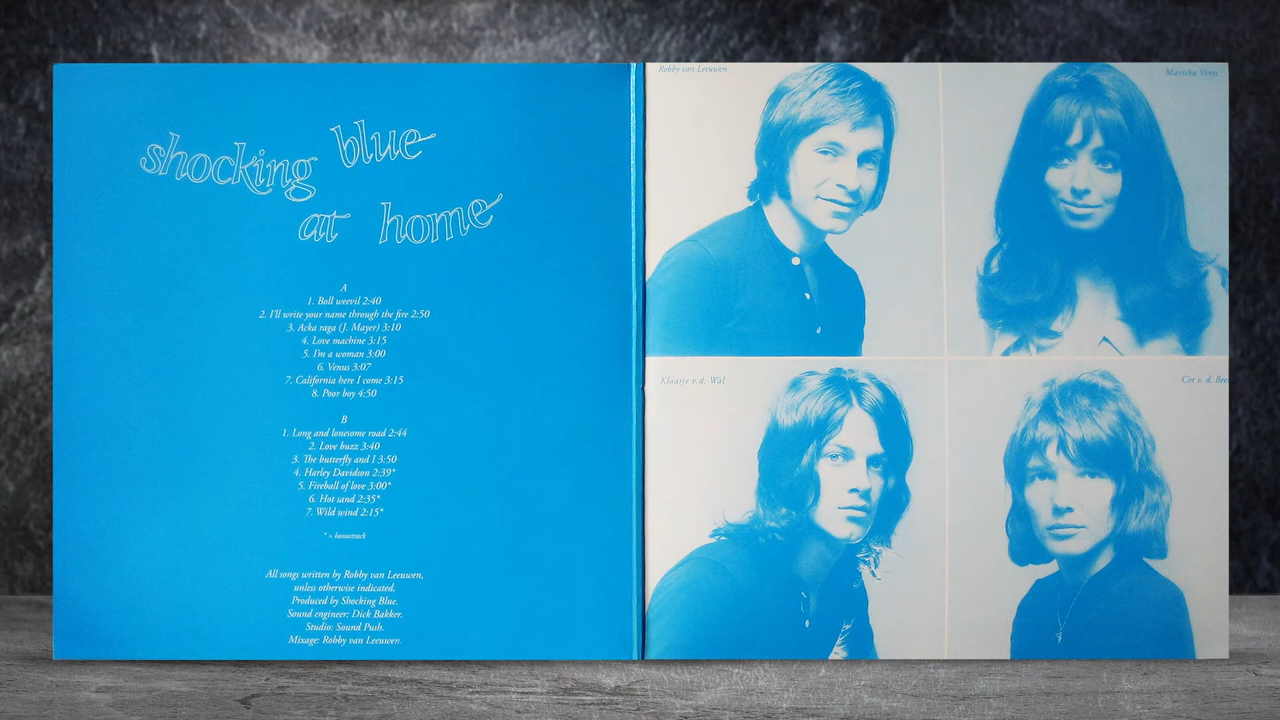 shocking blue
at home
A
1. Boll weevil 2:40
2. I'll write your name through the fire 2:50
3. Acka raga (J. Mayer) 3:10
4. Love machine 3:15
5. I'm a woman 3:00
6. Venus 3:07
7. California here I come 3:15
8. Poor boy 4:50
B
1. Long and lonesome road 2:44
2. Love buzz 3:40
3. The butterfly and I 3:50
4. Harley Davidson 2:39*
5. Fireball of love 3:00*
6. Hot sand 2:35*
7. Wild wind 2:15*
* = bonustrack
All songs written by Robby van Leeuwen,
unless otherwise indicated.
Produced by Shocking Blue.
Sound engineer: Dick Bakker.
Studio: Sound Push.
Mixage: Robby van Leeuwen.
Robby van Leeuwen
Mariska Veres
Klaasje v.d. Wal
Cor v. d. Bee